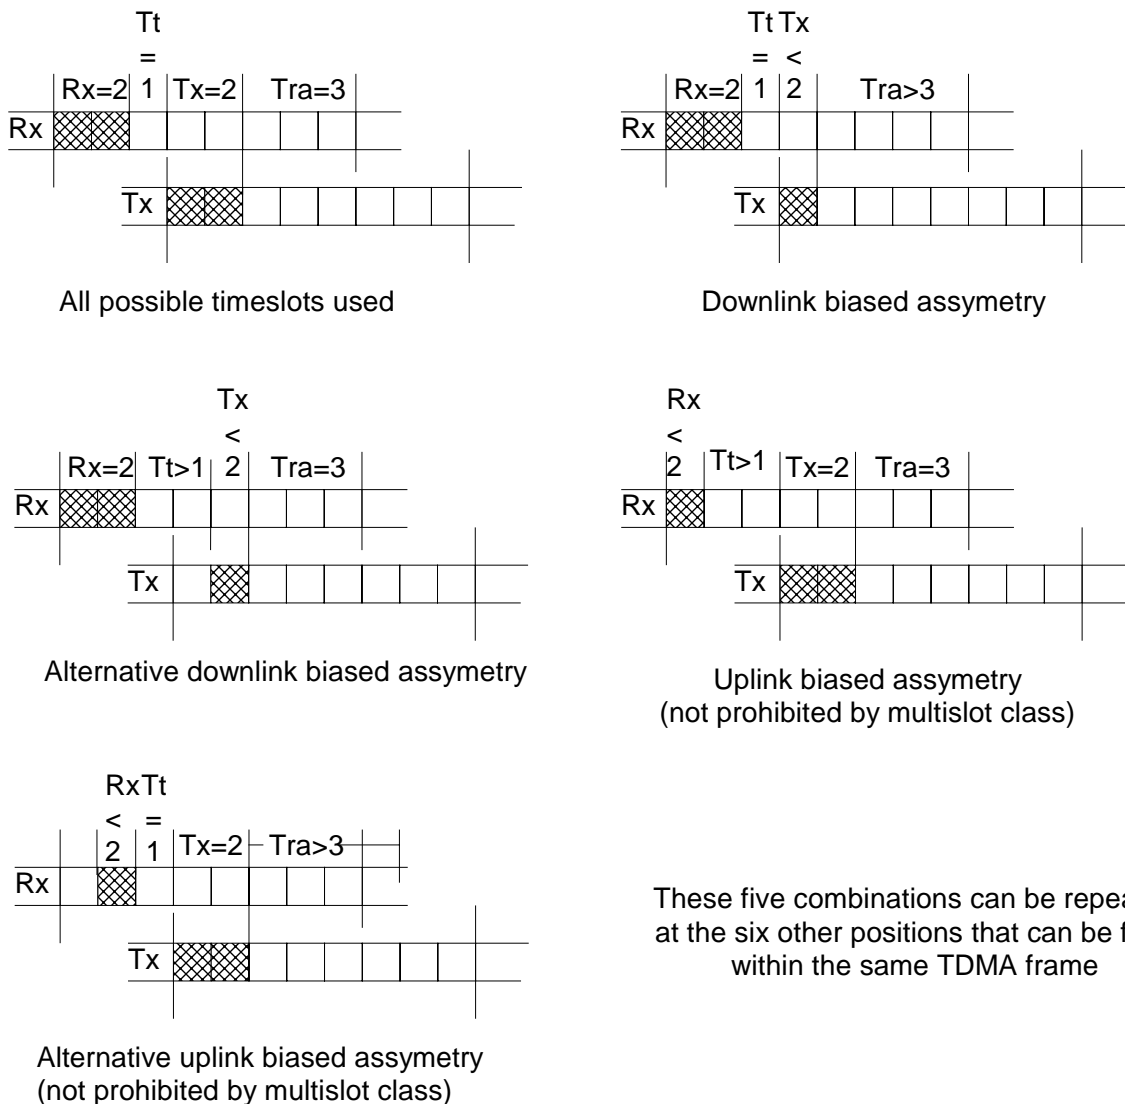 Tt
=
Rx=2 1 Tx=2 Tra=3
Rx
Tx
All possible timeslots used
Tt Tx
= <
Rx=2 1 2 Tra>3
Rx
Tx
Downlink biased assymetry
Tx
<
Rx=2 Tt>1 2 Tra=3
Rx
Tx
Alternative downlink biased assymetry
Rx
<
2 Tt>1 Tx=2 Tra=3
Rx
Tx
Uplink biased assymetry
(not prohibited by multislot class)
RxTt
< =
2 1 Tx=2 Tra>3
Rx
Tx
Alternative uplink biased assymetry
(not prohibited by multislot class)
These five combinations can be
at the six other positions that can be
within the same TDMA frame